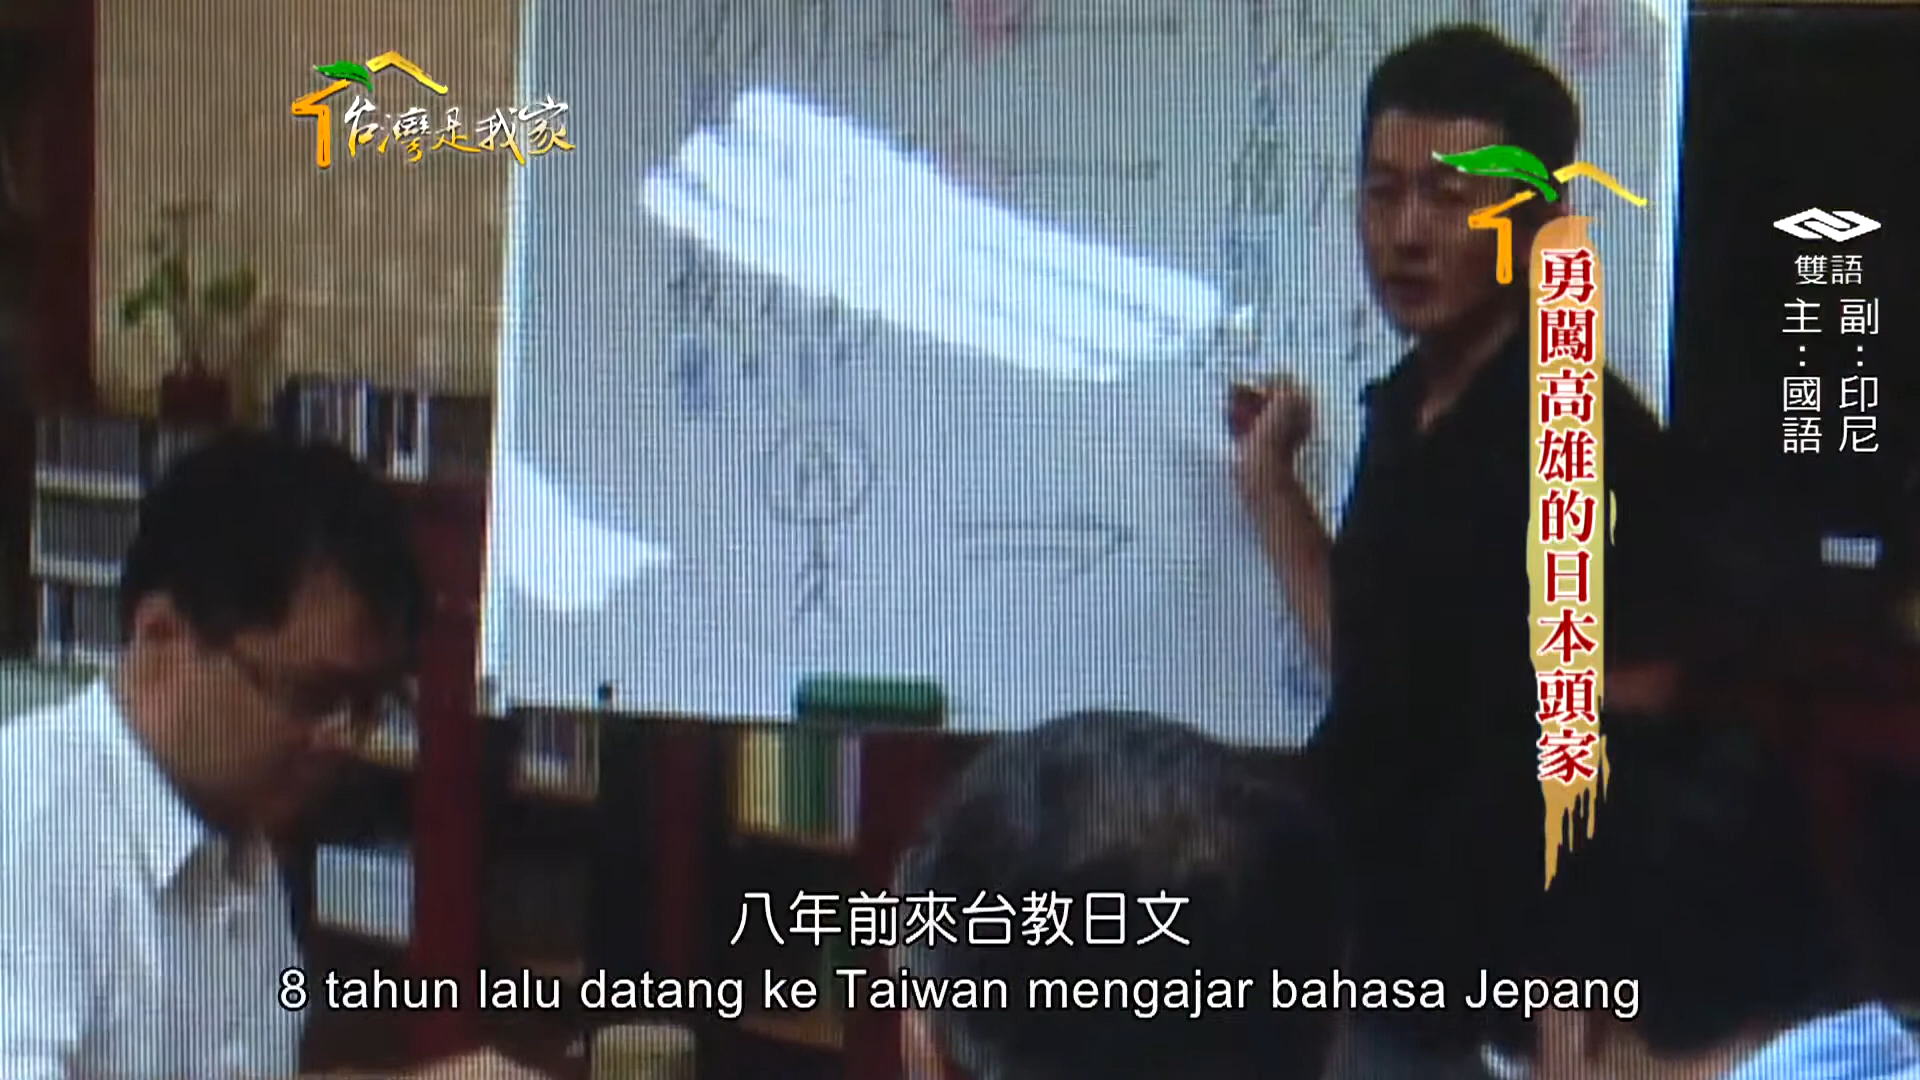 台灣是我家
雙語
主：國語
副：印尼
勇闖高雄的日本頭家
八年前來台教日文
8 tahun lalu datang ke Taiwan mengajar bahasa Jepang